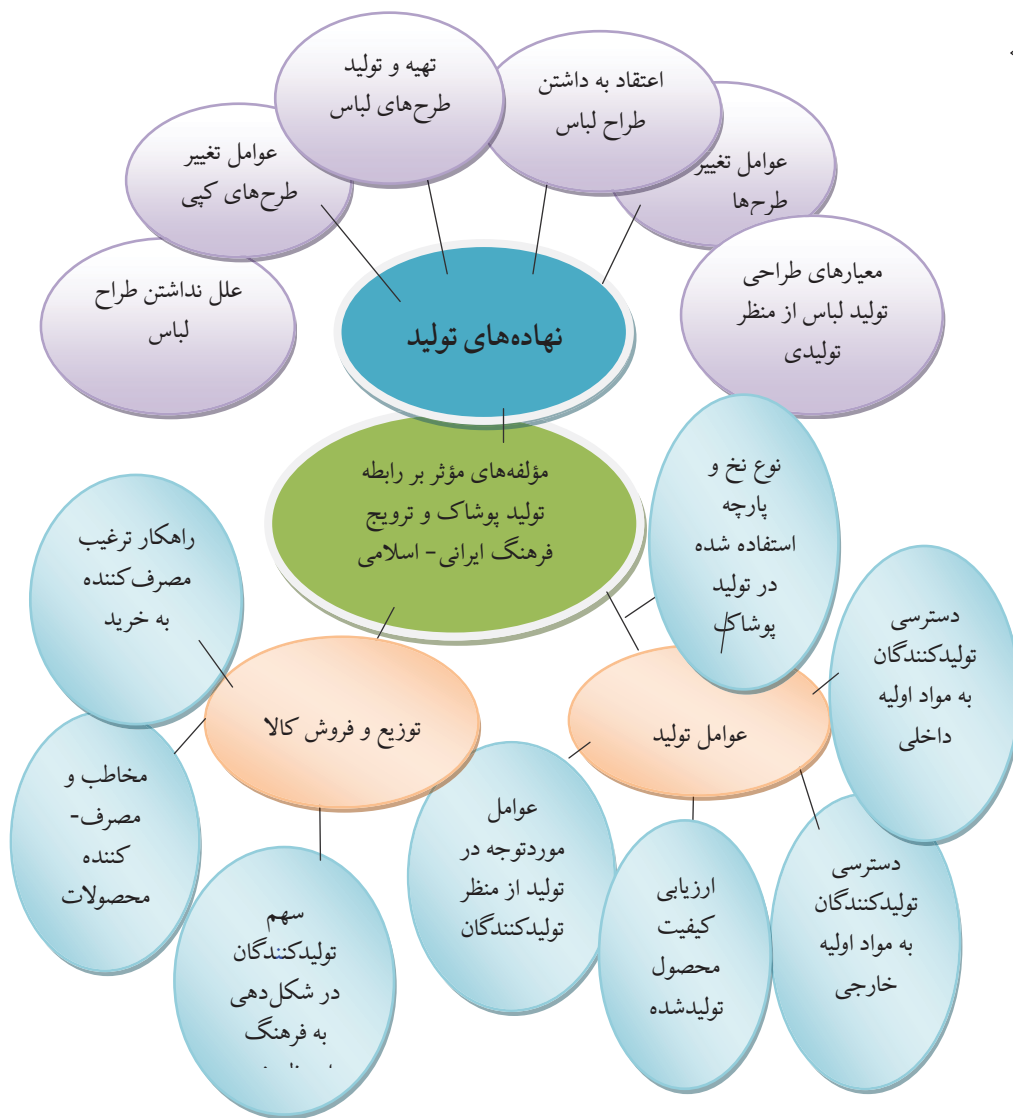 تهیه و تولید
طرح‌های لباس
اعتقاد به داشتن
طراح لباس
عوامل تغییر
طرح‌ها
عوامل تغییر
طرح‌های کپی
معیارهای طراحی
تولید لباس از منظر
تولیدی
علل نداشتن طراح
لباس
نهاده‌های تولید
مؤلفه‌های مؤثر بر رابطه
تولید پوشاک و ترویج
فرهنگ ایرانی- اسلامی
نوع نخ و
پارچه
استفاده شده
در تولید
پوشاک
راهکار ترغیب
مصرف‌کننده
به خرید
دسترسی
تولیدکنندگان
به مواد اولیه
داخلی
توزیع و فروش کالا
عوامل تولید
مخاطب و
مصرف-
کننده
محصولات
عوامل
موردتوجه در
تولید از منظر
تولیدکنندگان
ارزیابی
کیفیت
محصول
تولیدشده
دسترسی
تولیدکنندگان
به مواد اولیه
خارجی
سهم
تولیدکنندگان
در شکل‌دهی
به فرهنگ